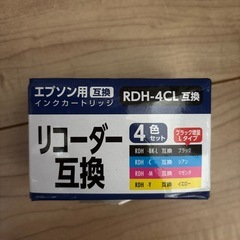 エプソン用 互換
インクカートリッジ
RDH-4CL 互換
リコーダー
互換
4色
セット
ブラック増量
Lタイプ
RDH -BK-L 互換 ブラック
RDH -C 互換 シアン
RDH -M 互換 マゼンタ
RDH -Y 互換 イエロー